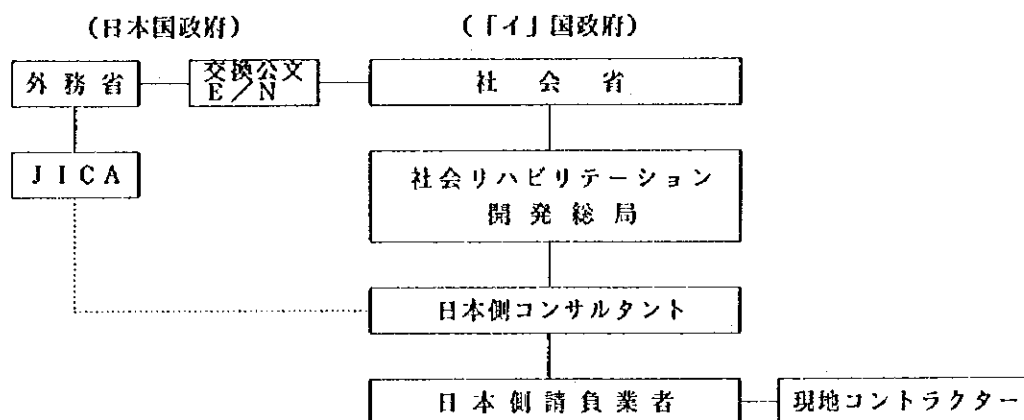 (日本国政府) (「イ」国政府)
外務省 交換公文 社会省
E/N
JICA 社会リハビリテーション
開発総局
日本側コンサルタント
日本側請負業者 現地コントラクター